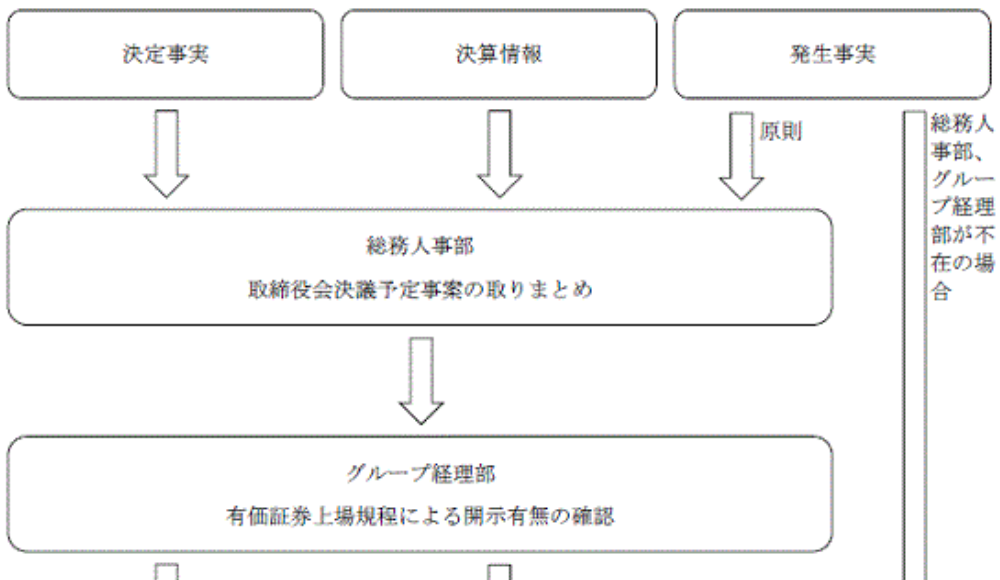 決定事実
決算情報
発生事実
原則
総務人
事部、
グルー
プ経理
部が不
在の場
合
総務人事部
取締役会決議予定事案の取りまとめ
グループ経理部
有価証券上場規程による開示有無の確認